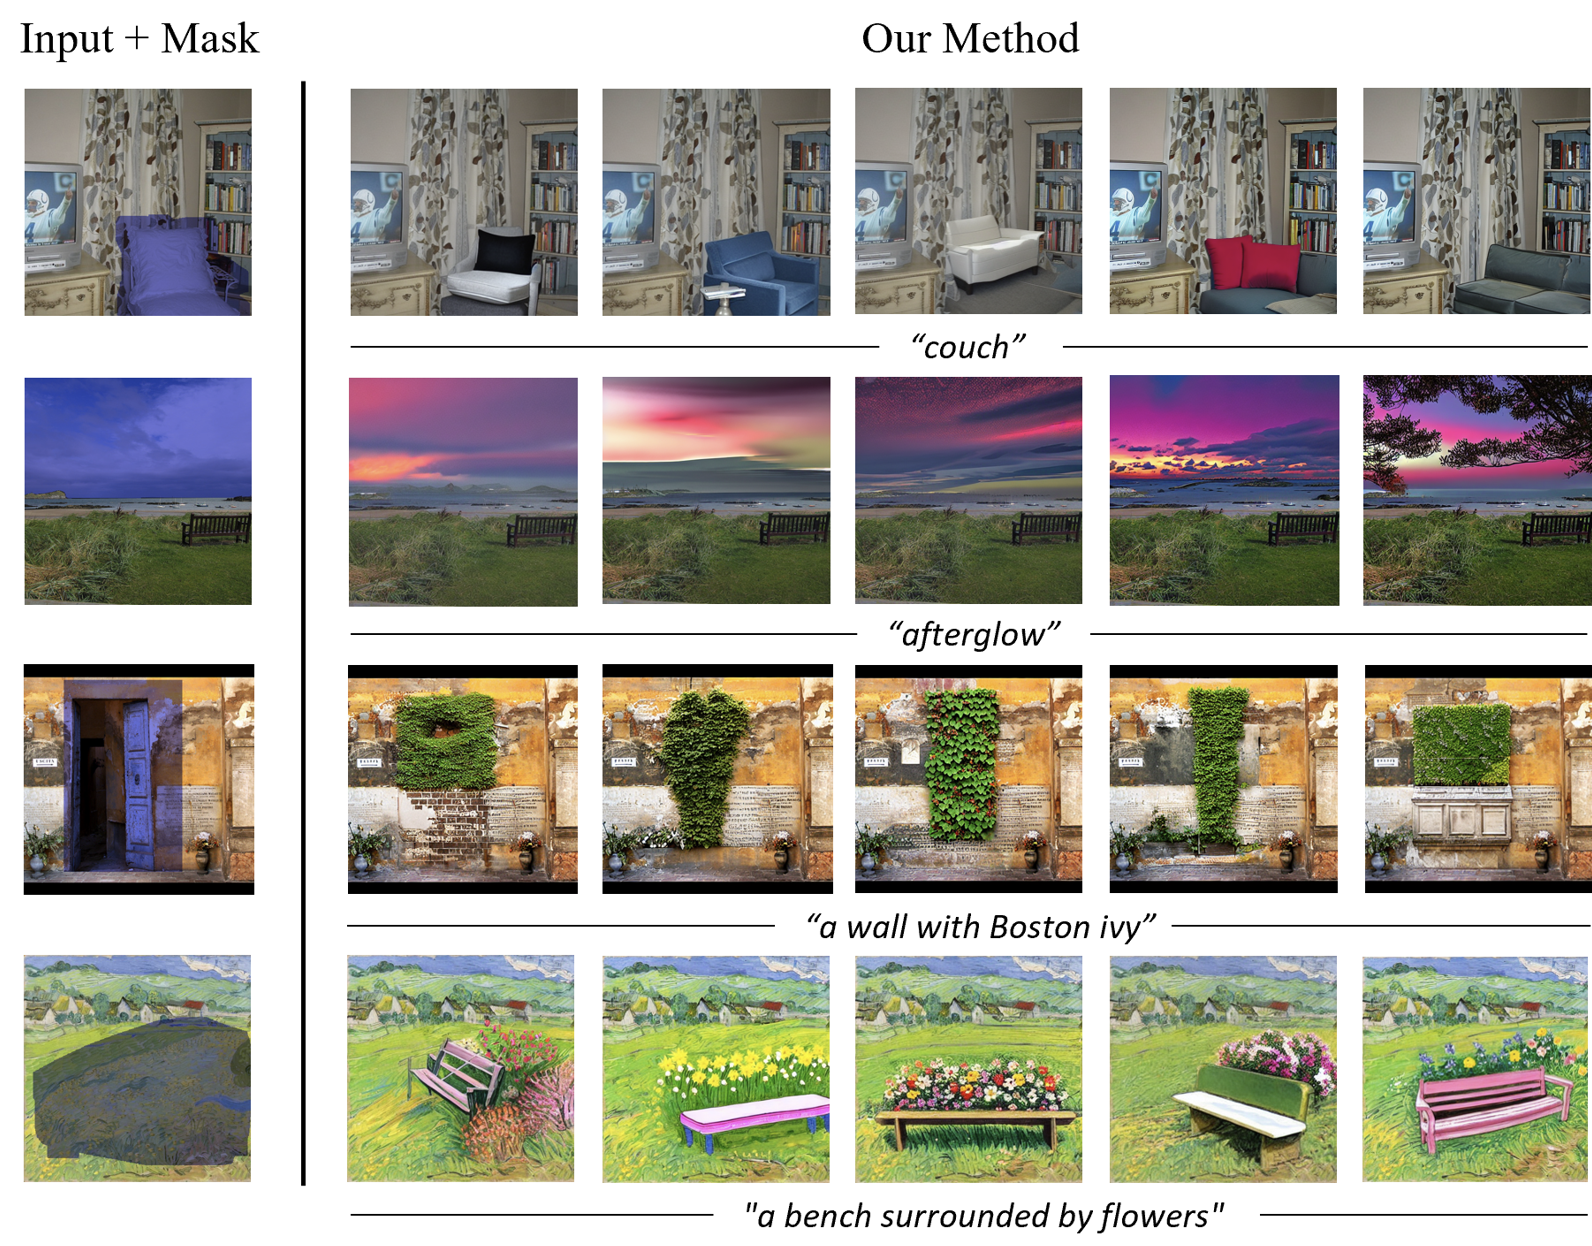 Input + Mask
Our Method
“couch”
“afterglow”
“a wall with Boston ivy”
"a bench surrounded by flowers"